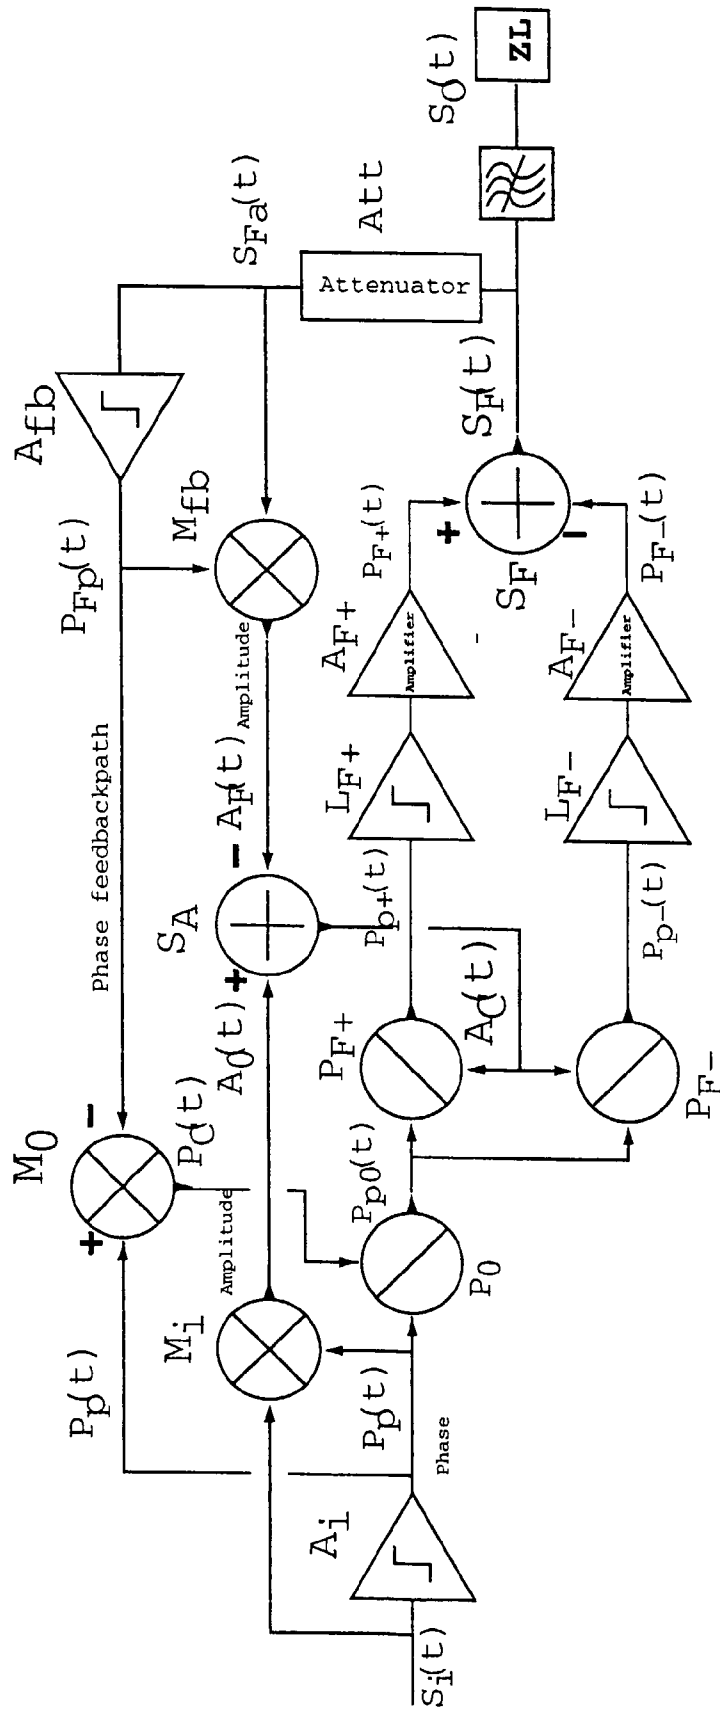 Si(t)
Ai
Phase
Pp(t)
Pp(t)
Mi
Amplitude
M0
+
−
PC(t)
P0
Pp0(t)
A0(t)
+
SA
−
AC(t)
PF+
PF−
Pp+(t)
Pp−(t)
Phase feedbackpath
AF(t)
Amplitude
LF+
LF−
AF+
Amplifier
AF−
Amplifier
PFp(t)
Mfb
Afb
PF+(t)
PF−(t)
+
−
SF
SF(t)
Attenuator
Att
SFa(t)
SO(t)
ZL